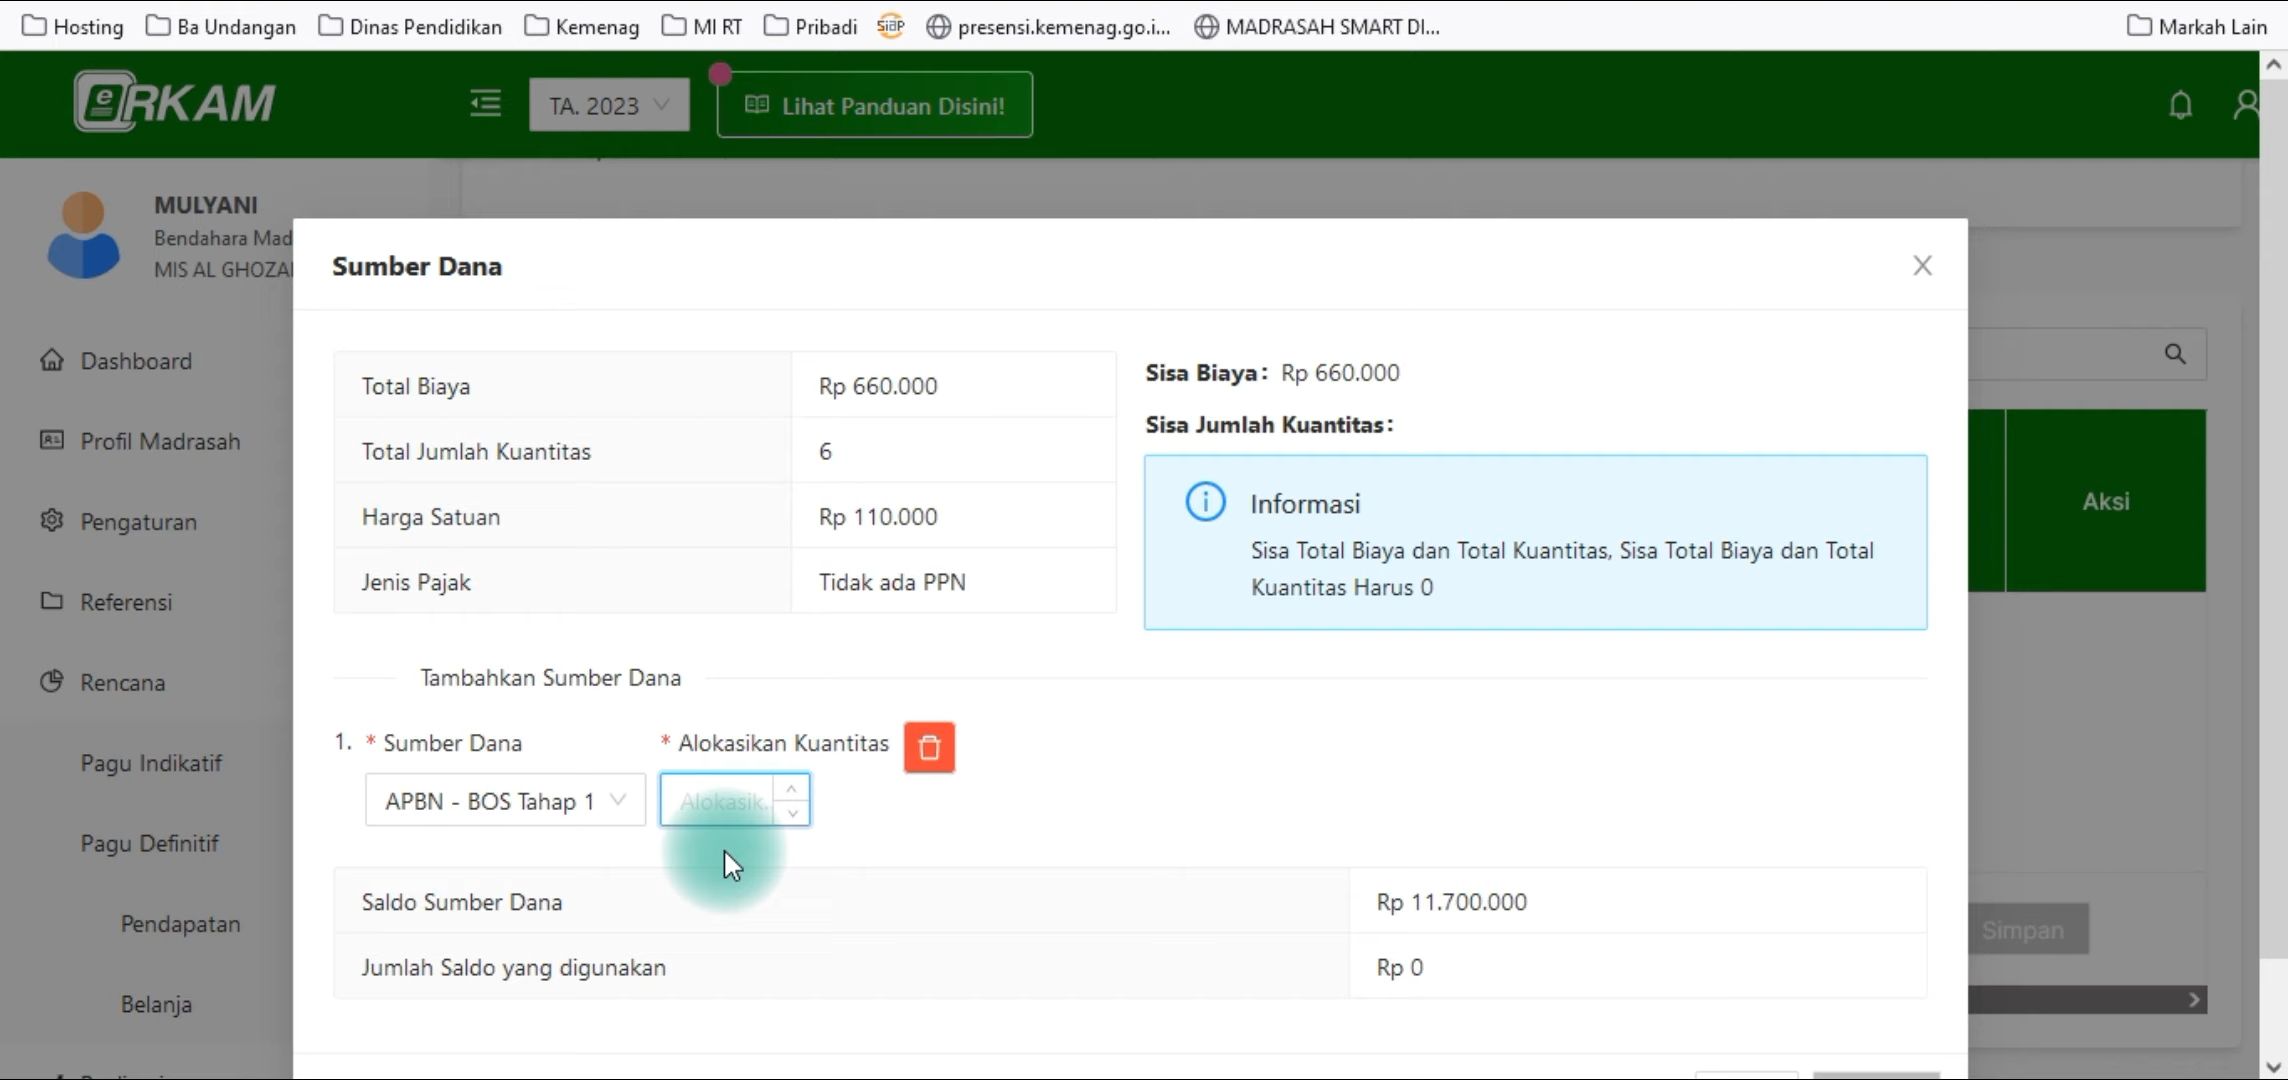 Hosting
Ba Undangan
Dinas Pendidikan
Kemenag
MI RT
Pribadi
SIAP
presensi.kemenag.go.i...
MADRASAH SMART DI...
Markah Lain
eRKAM
TA. 2023
Lihat Panduan Disini!
MULYANI
Bendahara Mad
MIS AL GHOZA
Dashboard
Profil Madrasah
Pengaturan
Referensi
Rencana
Pagu Indikatif
Pagu Definitif
Pendapatan
Belanja
Sumber Dana
Total Biaya Rp 660.000
Total Jumlah Kuantitas 6
Harga Satuan Rp 110.000
Jenis Pajak Tidak ada PPN
Sisa Biaya: Rp 660.000
Sisa Jumlah Kuantitas:
Informasi
Sisa Total Biaya dan Total Kuantitas, Sisa Total Biaya dan Total
Kuantitas Harus 0
Tambahkan Sumber Dana
1. * Sumber Dana
* Alokasikan Kuantitas
APBN - BOS Tahap 1
Alokasik...
Saldo Sumber Dana Rp 11.700.000
Jumlah Saldo yang digunakan Rp 0
Aksi
Simpan